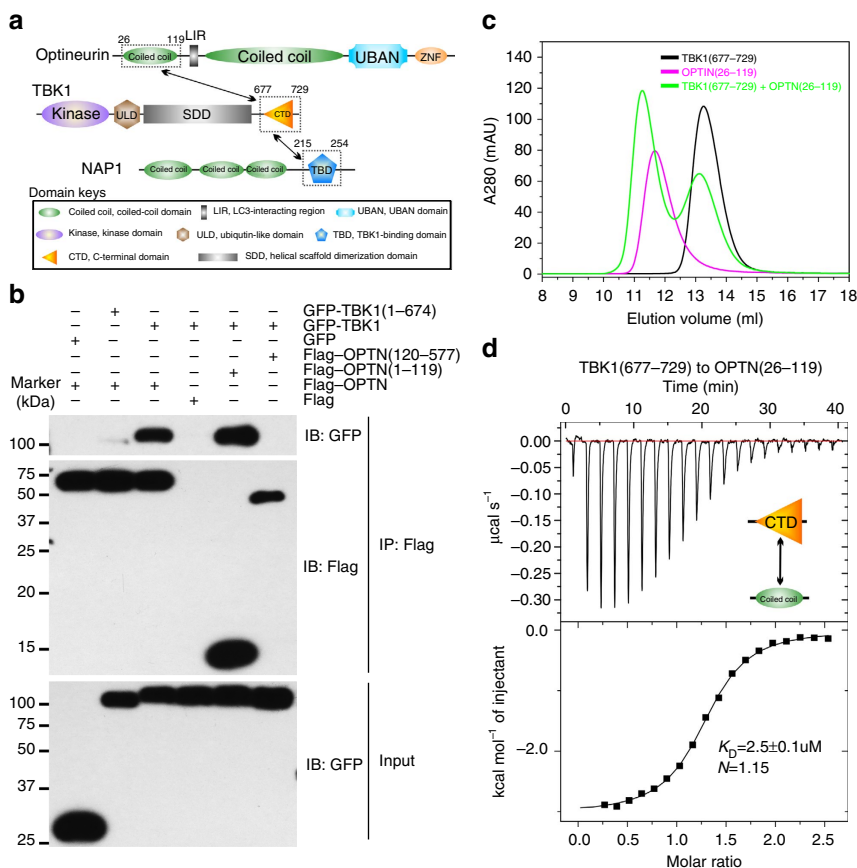 a
26
119
LIR
Optineurin
Coiled coil
Coiled coil
UBAN
ZNF
TBK1
677
729
Kinase
ULD
SDD
CTD
215
254
NAP1
Coiled coil
Coiled coil
Coiled coil
TBD
Domain keys
Coiled coil, coiled-coil domain
LIR, LC3-interacting region
UBAN, UBAN domain
Kinase, kinase domain
ULD, ubiqutin-like domain
TBD, TBK1-binding domain
CTD, C-terminal domain
SDD, helical scaffold dimerization domain
b
– + – – – – GFP-TBK1(1–674)
– – + + + + GFP-TBK1
+ – – – – – GFP
– – – – – + Flag–OPTN(120–577)
– – – – + – Flag–OPTN(1–119)
Marker + + + – – – Flag–OPTN
(kDa) – – – + – – Flag
100
IB: GFP
75
50
37
25
20
15
IB: Flag
IP: Flag
100
75
50
37
25
IB: GFP
Input
c
140
120
100
80
60
40
20
0
A280 (mAU)
TBK1(677–729)
OPTIN(26–119)
TBK1(677–729) + OPTN(26–119)
8 9 10 11 12 13 14 15 16 17 18
Elution volume (ml)
d
TBK1(677–729) to OPTN(26–119)
Time (min)
0 10 20 30 40
0.00
−0.05
−0.10
−0.15
−0.20
−0.25
−0.30
μcal s−1
CTD
Coiled coil
0.0
−2.0
kcal mol−1 of injectant
KD=2.5±0.1uM
N=1.15
0.0 0.5 1.0 1.5 2.0 2.5
Molar ratio